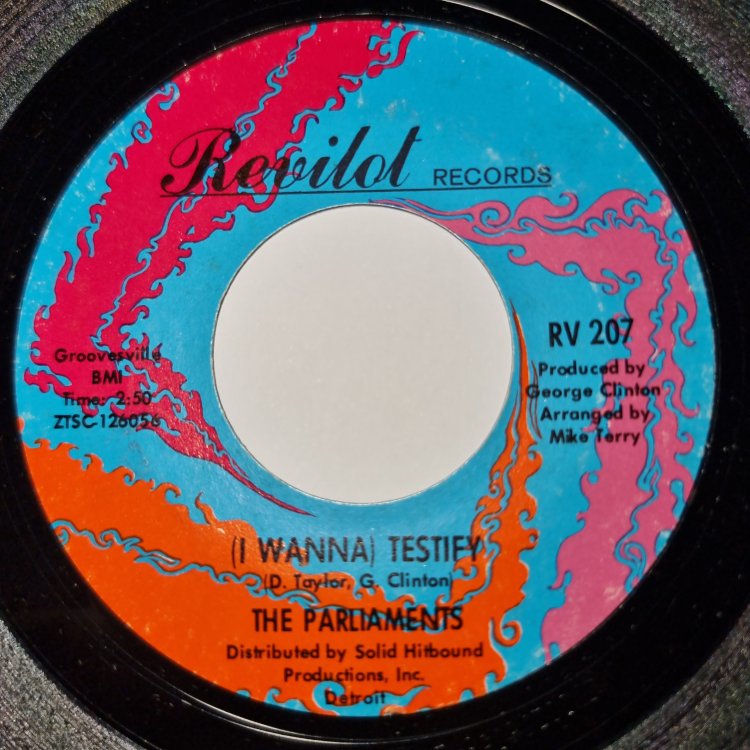 Revilot RECORDS
RV 207
Produced by
George Clinton
Arranged by
Mike Terry
Groovesville
BMI
Time: 2:50
ZTSC-126056
(I WANNA) TESTIFY
(D. Taylor, G. Clinton)
THE PARLIAMENTS
Distributed by Solid Hitbound
Productions, Inc.
Detroit